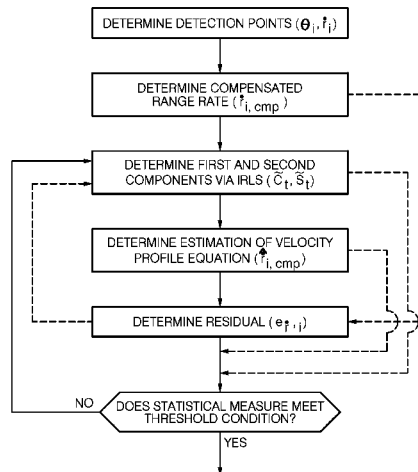 DETERMINE DETECTION POINTS (θi, ṙi)
DETERMINE COMPENSATED
RANGE RATE (ṙi, cmp)
DETERMINE FIRST AND SECOND
COMPONENTS VIA IRLS (C̃t, S̃t)
DETERMINE ESTIMATION OF VELOCITY
PROFILE EQUATION (ṙ̂i, cmp)
DETERMINE RESIDUAL (eṙ, i)
NO
DOES STATISTICAL MEASURE MEET
THRESHOLD CONDITION?
YES